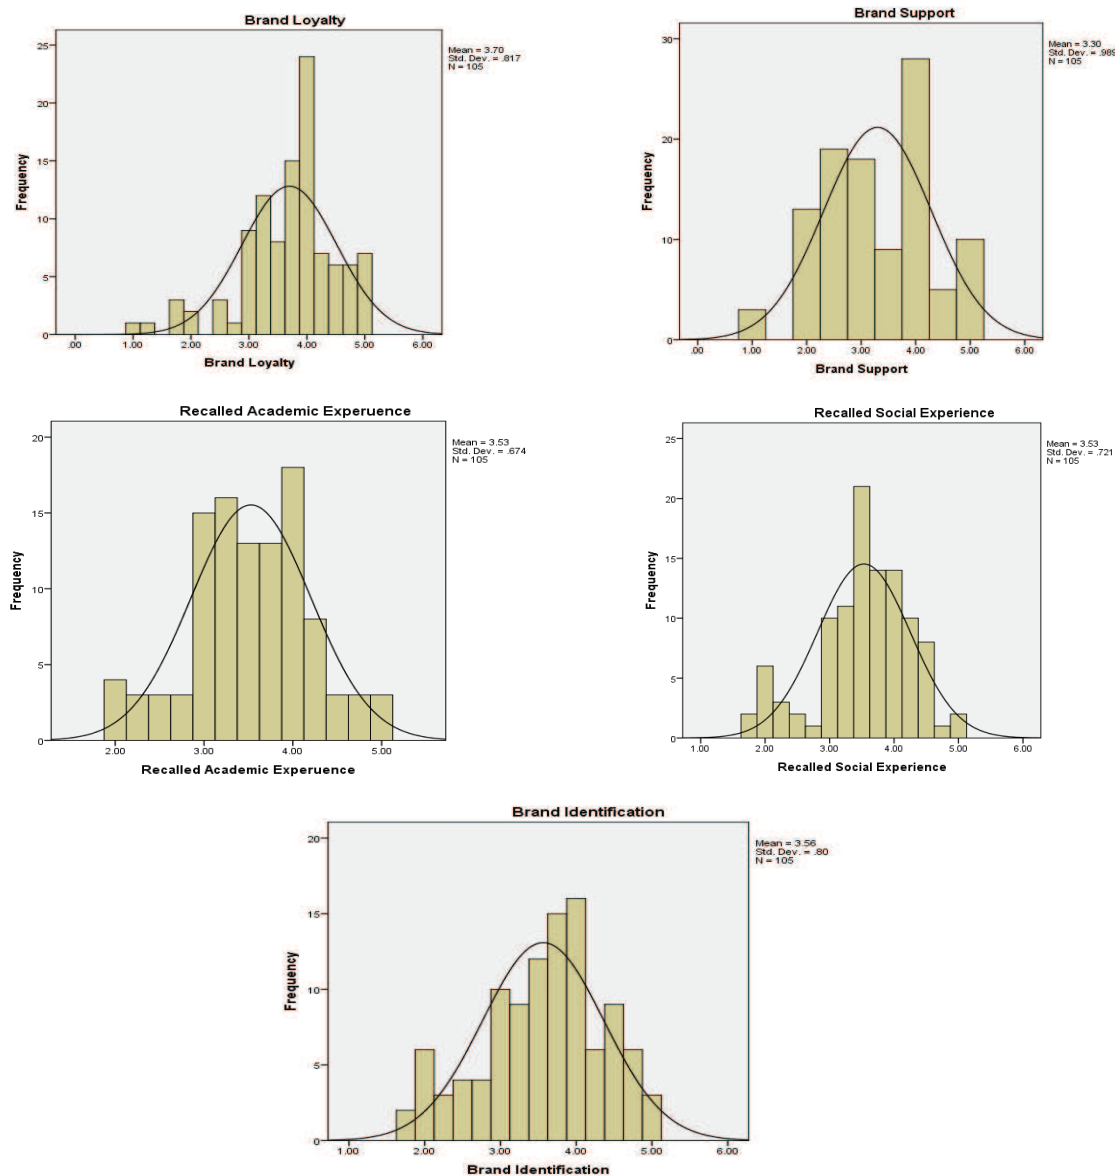 Brand Loyalty
Mean = 3.70
Std. Dev. = .817
N = 105
25
20
15
10
5
0
Frequency
.00 1.00 2.00 3.00 4.00 5.00 6.00
Brand Loyalty
Brand Support
Mean = 3.30
Std. Dev. = .989
N = 105
30
20
10
0
Frequency
.00 1.00 2.00 3.00 4.00 5.00 6.00
Brand Support
Recalled Academic Experuence
Mean = 3.53
Std. Dev. = .674
N = 105
20
15
10
5
0
Frequency
2.00 3.00 4.00 5.00
Recalled Academic Experuence
Recalled Social Experience
Mean = 3.53
Std. Dev. = .721
N = 105
25
20
15
10
5
0
Frequency
1.00 2.00 3.00 4.00 5.00 6.00
Recalled Social Experience
Brand Identification
Mean = 3.56
Std. Dev. = .80
N = 105
20
15
10
5
0
Frequency
1.00 2.00 3.00 4.00 5.00 6.00
Brand Identification